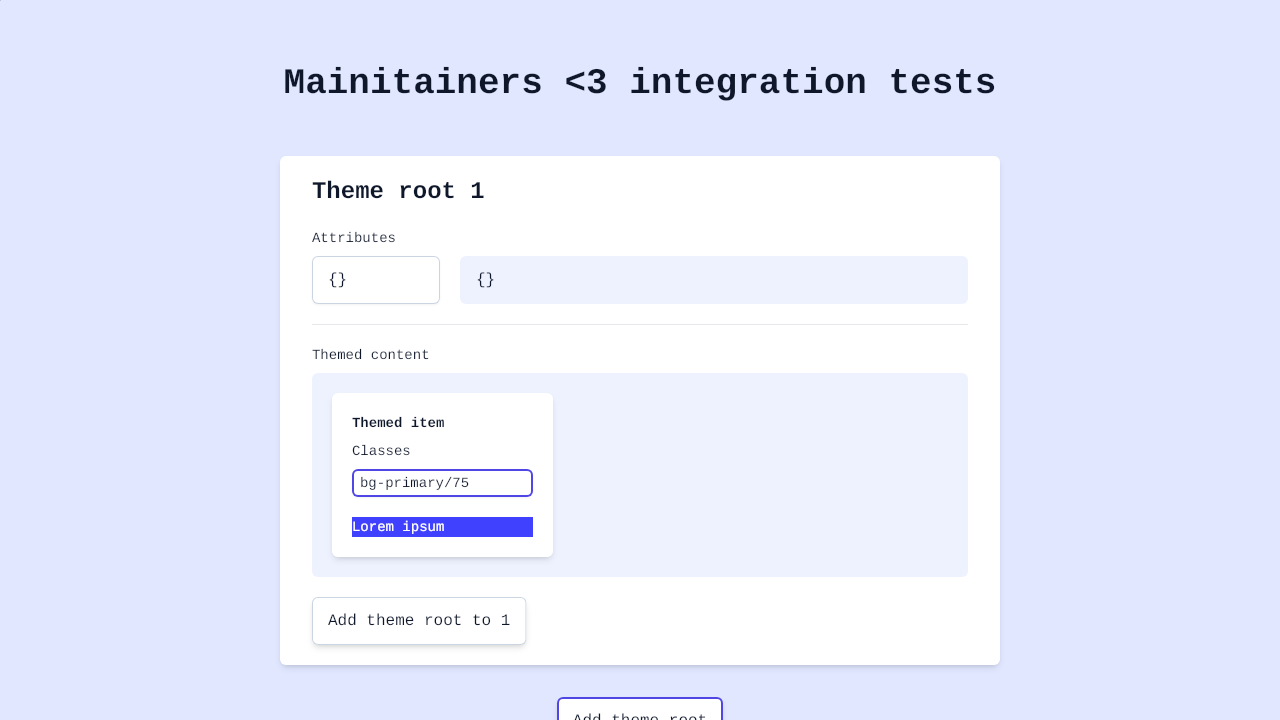 Mainitainers <3 integration tests
Theme root 1
Attributes
{}
{}
Themed content
Themed item
Classes
bg-primary/75
Lorem ipsum
Add theme root to 1
Add theme root